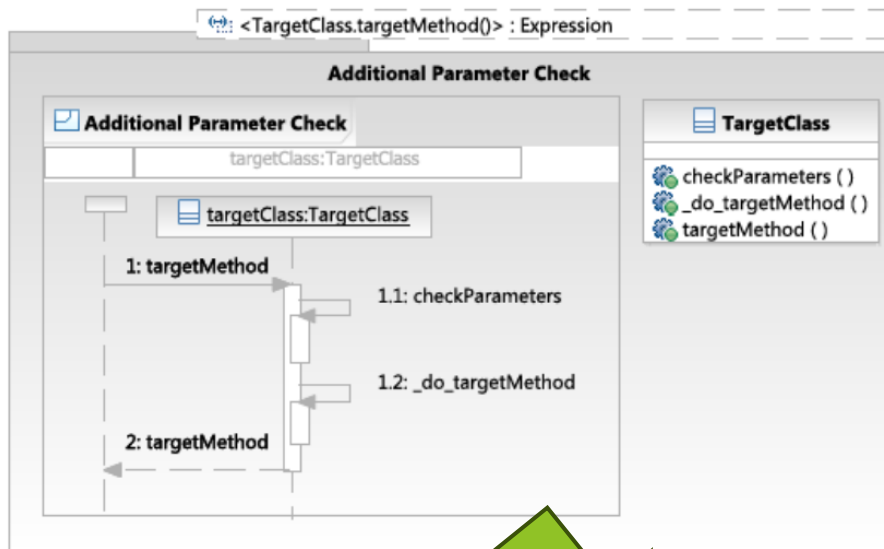 <TargetClass.targetMethod()> : Expression
Additional Parameter Check
Additional Parameter Check
targetClass:TargetClass
targetClass:TargetClass
1: targetMethod
1.1: checkParameters
1.2: _do_targetMethod
2: targetMethod
TargetClass
checkParameters ( )
_do_targetMethod ( )
targetMethod ( )